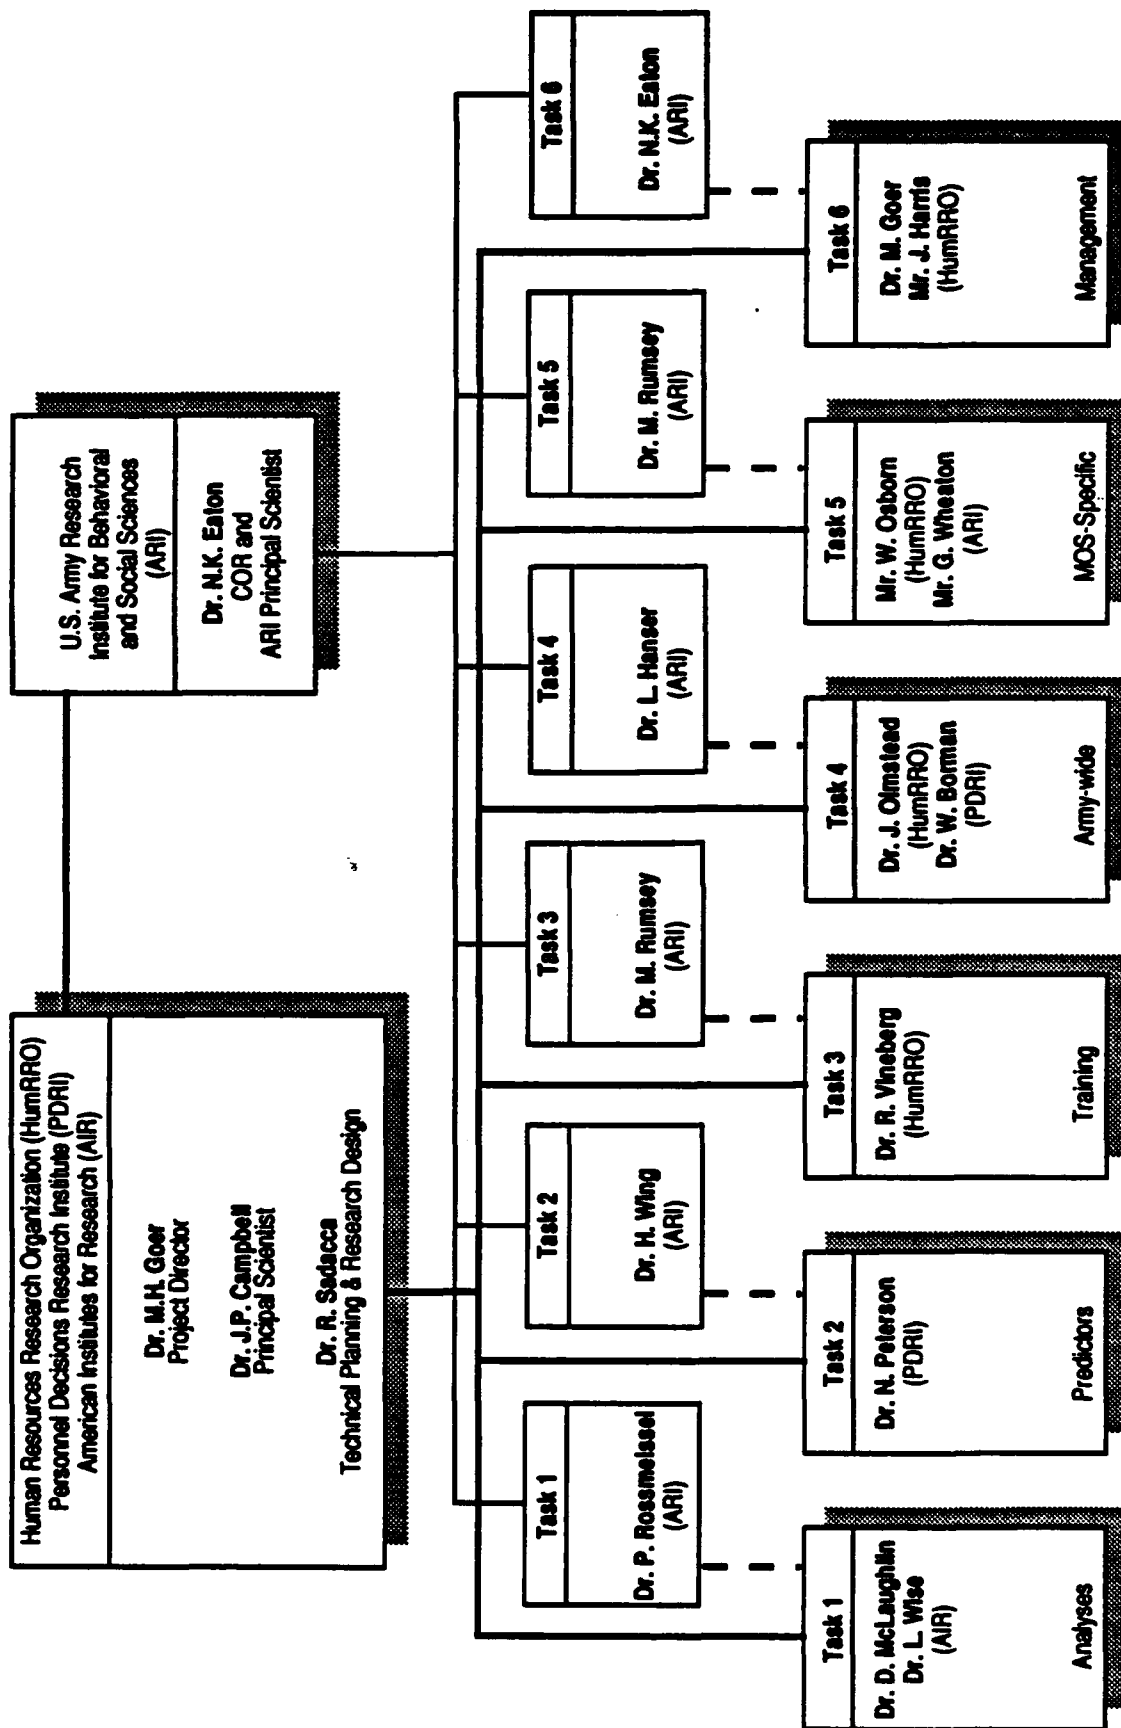 Human Resources Research Organization (HumRRO)
Personnel Decisions Research Institute (PDRI)
American Institutes for Research (AIR)
Dr. M.H. Goer
Project Director
Dr. J.P. Campbell
Principal Scientist
Dr. R. Sadacca
Technical Planning & Research Design
U.S. Army Research
Institute for Behavioral
and Social Sciences
(ARI)
Dr. N.K. Eaton
COR and
ARI Principal Scientist
Task 1
Dr. P. Rossmeissel
(ARI)
Task 2
Dr. H. Wing
(ARI)
Task 3
Dr. M. Rumsey
(ARI)
Task 4
Dr. L. Hanser
(ARI)
Task 5
Dr. M. Rumsey
(ARI)
Task 6
Dr. N.K. Eaton
(ARI)
Task 1
Dr. D. McLaughlin
Dr. L. Wise
(AIR)
Analyses
Task 2
Dr. N. Peterson
(PDRI)
Predictors
Task 3
Dr. R. Vineberg
(HumRRO)
Training
Task 4
Dr. J. Olmstead
(HumRRO)
Dr. W. Borman
(PDRI)
Army-wide
Task 5
Mr. W. Osborn
(HumRRO)
Mr. G. Wheaton
(ARI)
MOS-Specific
Task 6
Dr. M. Goer
Mr. J. Harris
(HumRRO)
Management